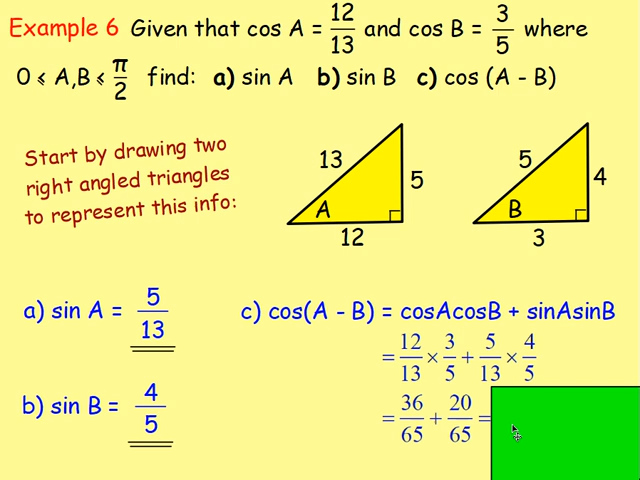 Example 6 Given that cos A = 12/13 and cos B = 3/5 where
0 ≤ A,B ≤ π/2 find: a) sin A b) sin B c) cos (A - B)
Start by drawing two
right angled triangles
to represent this info:
13
5
A
12
5
4
B
3
a) sin A = 5/13
b) sin B = 4/5
c) cos(A - B) = cosAcosB + sinAsinB
= 12/13 × 3/5 + 5/13 × 4/5
= 36/65 + 20/65 =